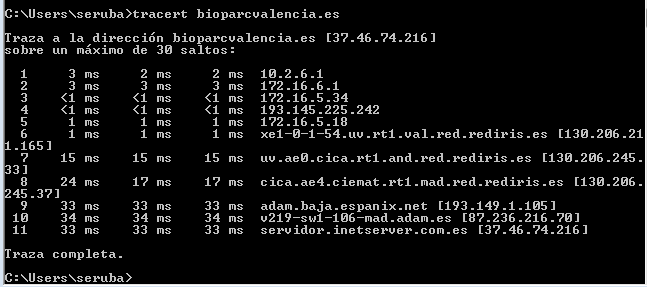 C:\Users\seruba>tracert bioparcvalencia.es
Traza a la dirección bioparcvalencia.es [37.46.74.216]
sobre un máximo de 30 saltos:
1 3 ms 2 ms 2 ms 10.2.6.1
2 3 ms 3 ms 3 ms 172.16.6.1
3 <1 ms <1 ms <1 ms 172.16.5.34
4 <1 ms <1 ms <1 ms 193.145.225.242
5 1 ms 1 ms 1 ms 172.16.5.18
6 1 ms 1 ms 1 ms xe1-0-1-54.uv.rt1.val.red.rediris.es [130.206.21
1.165]
7 15 ms 15 ms 15 ms uv.ae0.cica.rt1.and.red.rediris.es [130.206.245.
33]
8 24 ms 17 ms 17 ms cica.ae4.ciemat.rt1.mad.red.rediris.es [130.206.
245.37]
9 33 ms 33 ms 33 ms adam.baja.espanix.net [193.149.1.105]
10 34 ms 34 ms 34 ms v219-sw1-106-mad.adam.es [87.236.216.70]
11 33 ms 33 ms 33 ms servidor.inetserver.com.es [37.46.74.216]
Traza completa.
C:\Users\seruba>